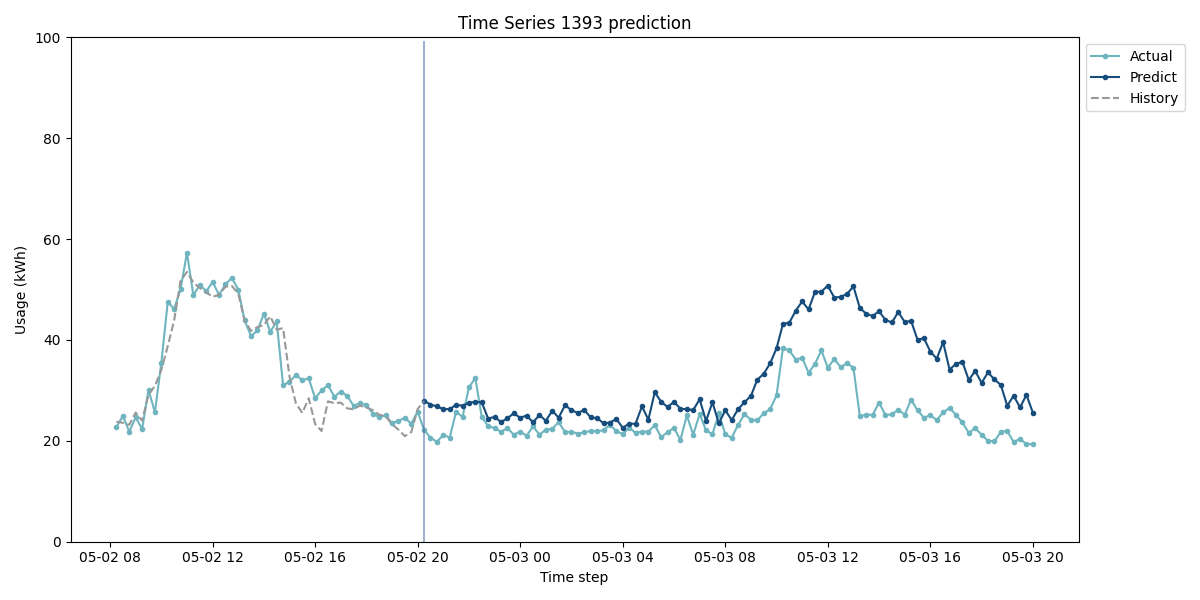 Time Series 1393 prediction
100
80
60
40
20
0
Usage (kWh)
05-02 08
05-02 12
05-02 16
05-02 20
05-03 00
05-03 04
05-03 08
05-03 12
05-03 16
05-03 20
Time step
Actual
Predict
History